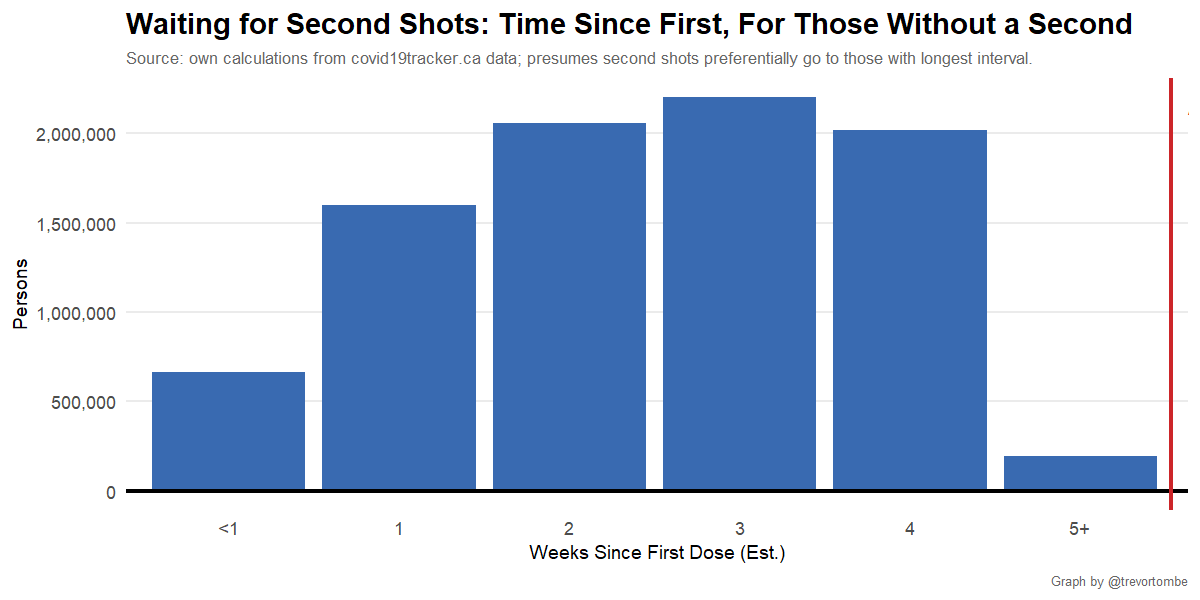 Waiting for Second Shots: Time Since First, For Those Without a Second
Source: own calculations from covid19tracker.ca data; presumes second shots preferentially go to those with longest interval.
Persons
2,000,000
1,500,000
1,000,000
500,000
0
<1
1
2
3
4
5+
Weeks Since First Dose (Est.)
Graph by @trevortombe